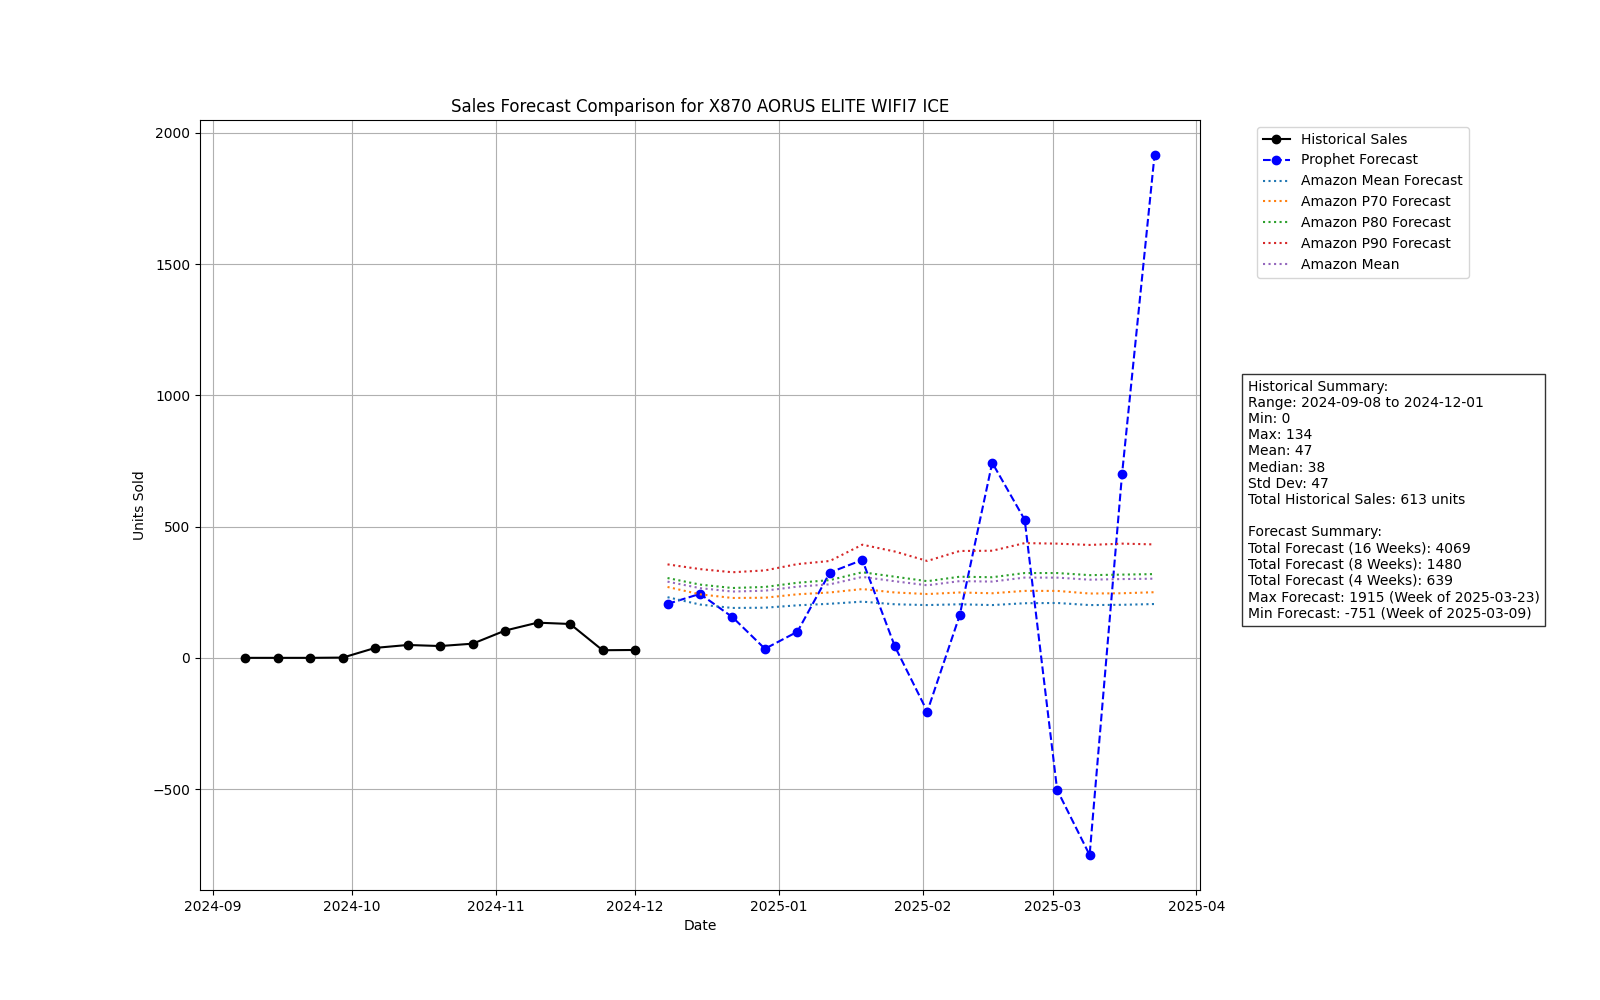 Sales Forecast Comparison for X870 AORUS ELITE WIFI7 ICE
2000
1500
1000
500
0
−500
Units Sold
2024-09
2024-10
2024-11
2024-12
2025-01
2025-02
2025-03
2025-04
Date
Historical Sales
Prophet Forecast
Amazon Mean Forecast
Amazon P70 Forecast
Amazon P80 Forecast
Amazon P90 Forecast
Amazon Mean
Historical Summary:
Range: 2024-09-08 to 2024-12-01
Min: 0
Max: 134
Mean: 47
Median: 38
Std Dev: 47
Total Historical Sales: 613 units
Forecast Summary:
Total Forecast (16 Weeks): 4069
Total Forecast (8 Weeks): 1480
Total Forecast (4 Weeks): 639
Max Forecast: 1915 (Week of 2025-03-23)
Min Forecast: -751 (Week of 2025-03-09)